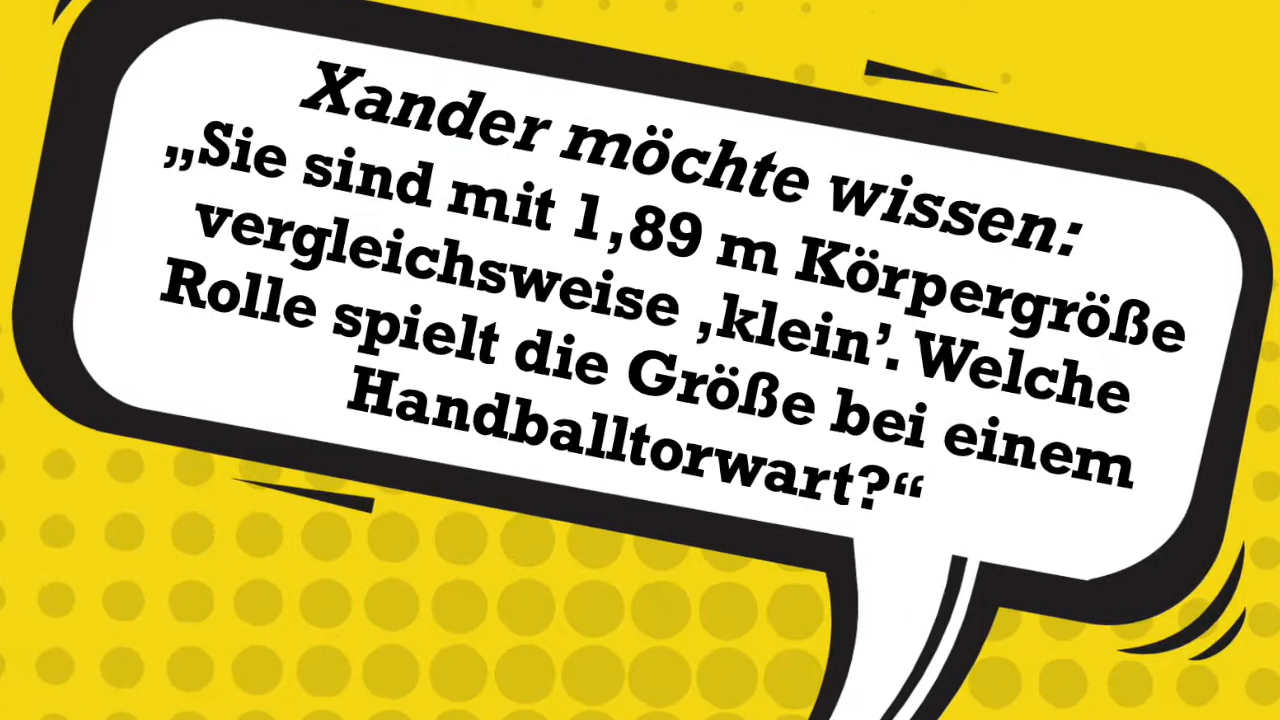 Xander möchte wissen:
„Sie sind mit 1,89 m Körpergröße
vergleichsweise ‚klein’. Welche
Rolle spielt die Größe bei einem
Handballtorwart?“